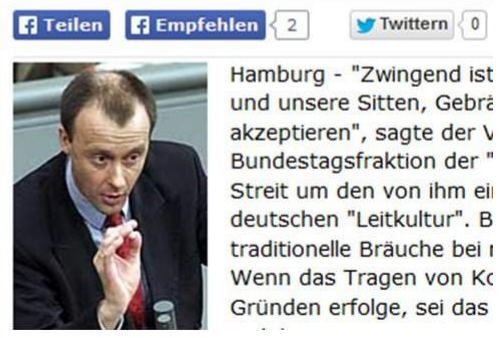 Teilen Empfehlen 2 Twittern 0
Hamburg - "Zwingend ist
und unsere Sitten, Gebrä
akzeptieren", sagte der V
Bundestagsfraktion der "
Streit um den von ihm ei
deutschen "Leitkultur". B
traditionelle Bräuche bei
Wenn das Tragen von Ko
Gründen erfolge, sei das